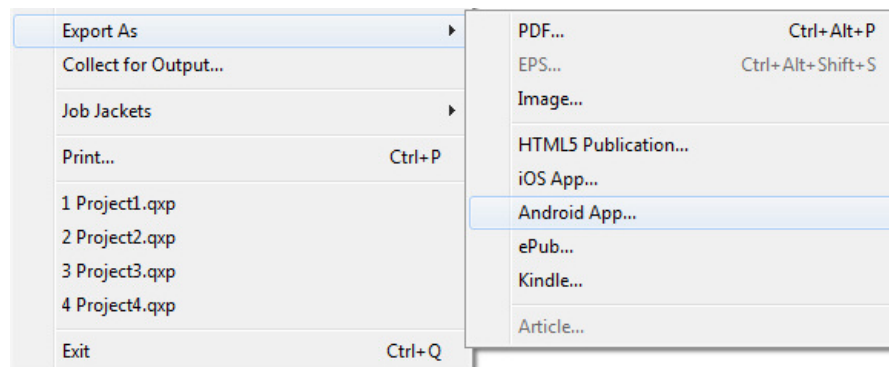 Export As
Collect for Output...
Job Jackets
Print... Ctrl+P
1 Project1.qxp
2 Project2.qxp
3 Project3.qxp
4 Project4.qxp
Exit Ctrl+Q
PDF... Ctrl+Alt+P
EPS... Ctrl+Alt+Shift+S
Image...
HTML5 Publication...
iOS App...
Android App...
ePub...
Kindle...
Article...